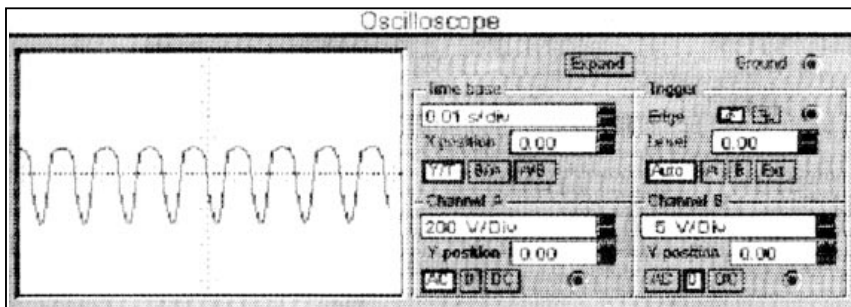 Oscilloscope
Expand
Ground
Time base
0.01 s/div
X position 0.00
Y/T B/A A/B
Trigger
Edge
Level 0.00
Auto A B Ext
Channel A
200 V/Div
Y position 0.00
AC 0 DC
Channel B
5 V/Div
Y position 0.00
AC 0 DC